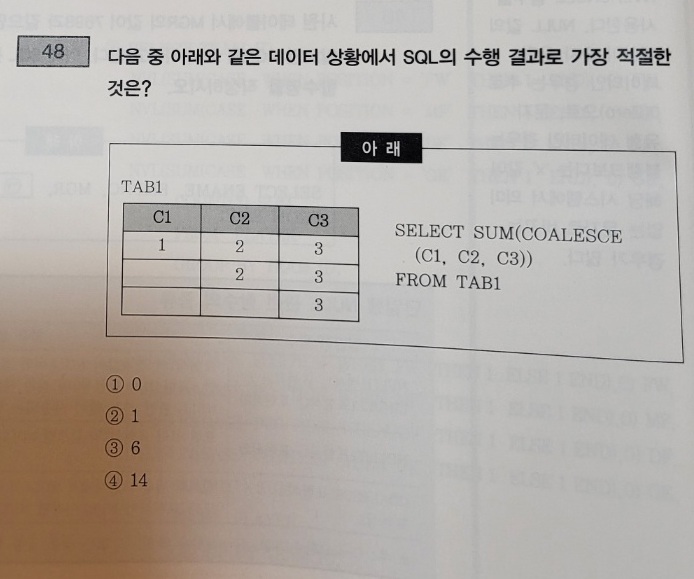 48
다음 중 아래와 같은 데이터 상황에서 SQL의 수행 결과로 가장 적절한
것은?
아 래
TAB1
C1 C2 C3
1 2 3
2 3
3
SELECT SUM(COALESCE
(C1, C2, C3))
FROM TAB1
① 0
② 1
③ 6
④ 14